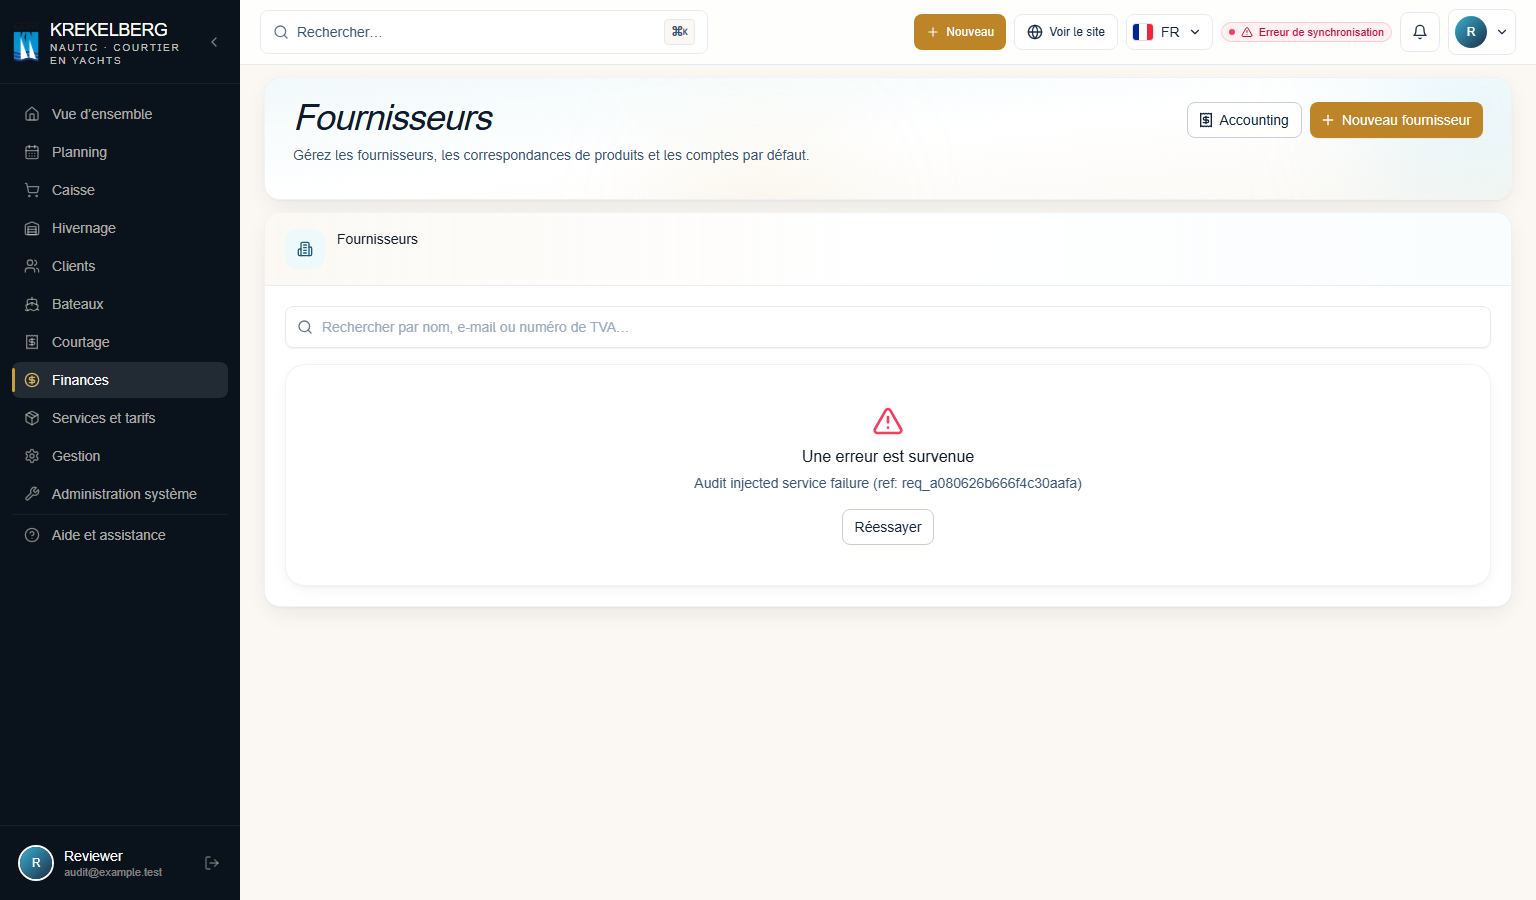 KREKELBERG
NAUTIC · COURTIER
EN YACHTS
Rechercher…
⌘K
Nouveau
Voir le site
FR
Erreur de synchronisation
R
Vue d'ensemble
Planning
Caisse
Hivernage
Clients
Bateaux
Courtage
Finances
Services et tarifs
Gestion
Administration système
Aide et assistance
Fournisseurs
Gérez les fournisseurs, les correspondances de produits et les comptes par défaut.
Accounting
Nouveau fournisseur
Fournisseurs
Rechercher par nom, e-mail ou numéro de TVA…
Une erreur est survenue
Audit injected service failure (ref: req_a080626b666f4c30aafa)
Réessayer
R
Reviewer
audit@example.test